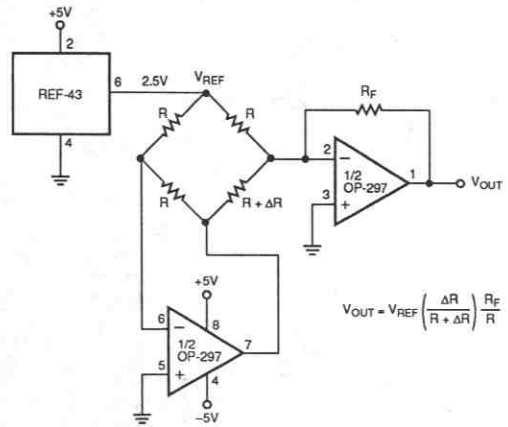 +5V
2
REF-43
6
2.5V
4
V_REF
R
R
R
R + ΔR
R_F
2
−
1/2
OP-297
3
+
1
V_OUT
+5V
6
−
8
1/2
OP-297
7
5
+
4
−5V
V_OUT = V_REF (ΔR / R + ΔR) R_F / R